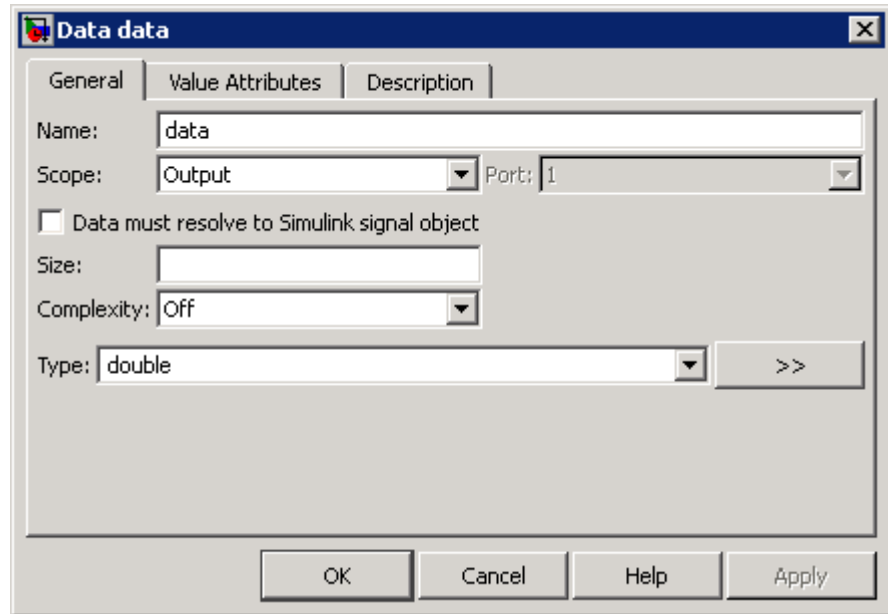 Data data
General Value Attributes Description
Name: data
Scope: Output Port: 1
Data must resolve to Simulink signal object
Size:
Complexity: Off
Type: double >>
OK Cancel Help Apply